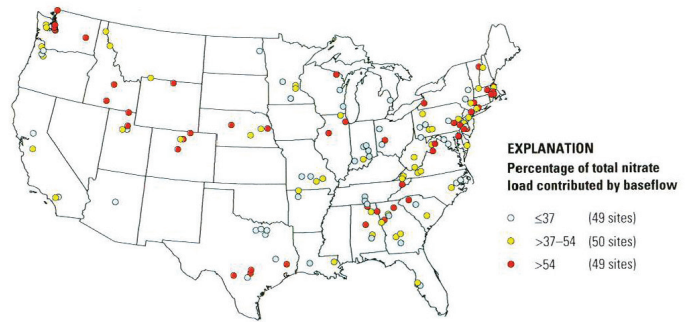 EXPLANATION
Percentage of total nitrate
load contributed by baseflow
≤37 (49 sites)
>37–54 (50 sites)
>54 (49 sites)